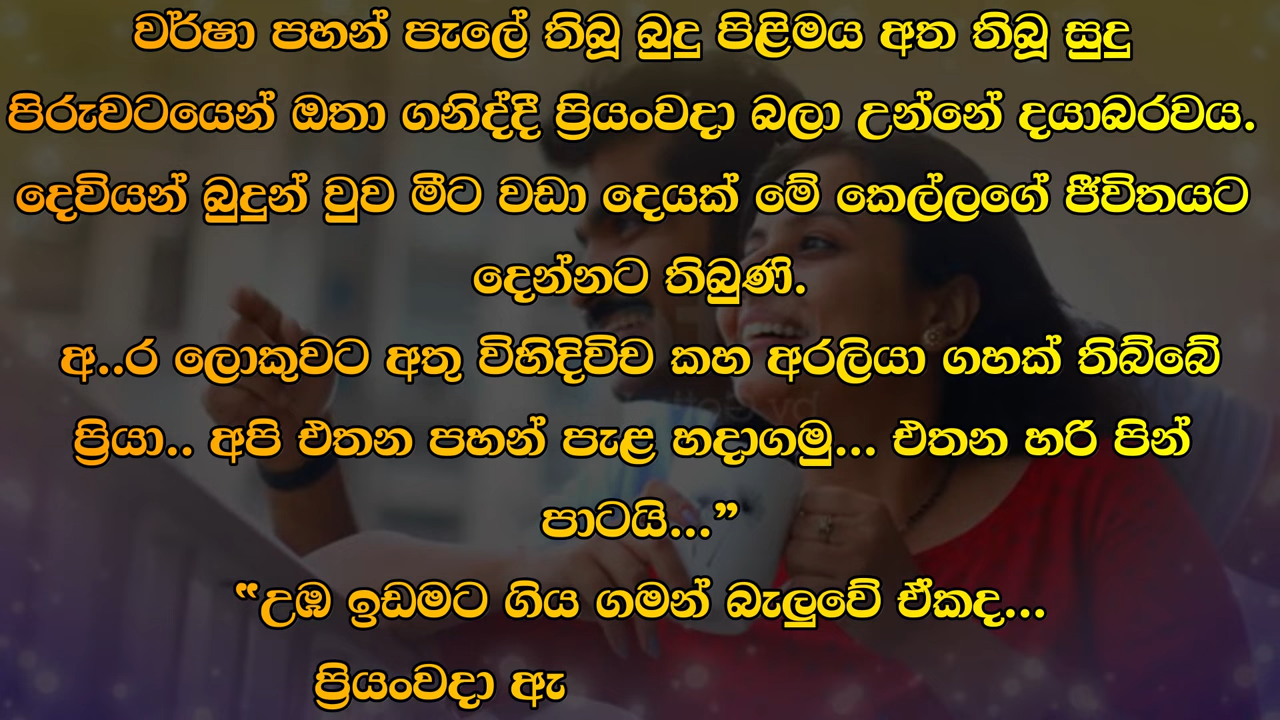 වර්ෂා පහන් පැලේ තිබූ බුදු පිළිමය අත තිබූ සුදු
පිරුවටයෙන් ඔතා ගනිද්දී ප්‍රියංවදා බලා උන්නේ දයාබරවය.
දෙවියන් බුදුන් වුව මීට වඩා දෙයක් මේ කෙල්ලගේ ජීවිතයට
දෙන්නට තිබුණි.
අ..ර ලොකුවට අතු විහිදිවිච කහ අරලියා ගහක් තිබ්බේ
ප්‍රියා.. අපි එතන පහන් පැළ හදාගමු... එතන හරි පින්
පාටයි...”
“උඹ ඉඩමට ගිය ගමන් බැලුවේ ඒකද...
ප්‍රියංවදා ඇ